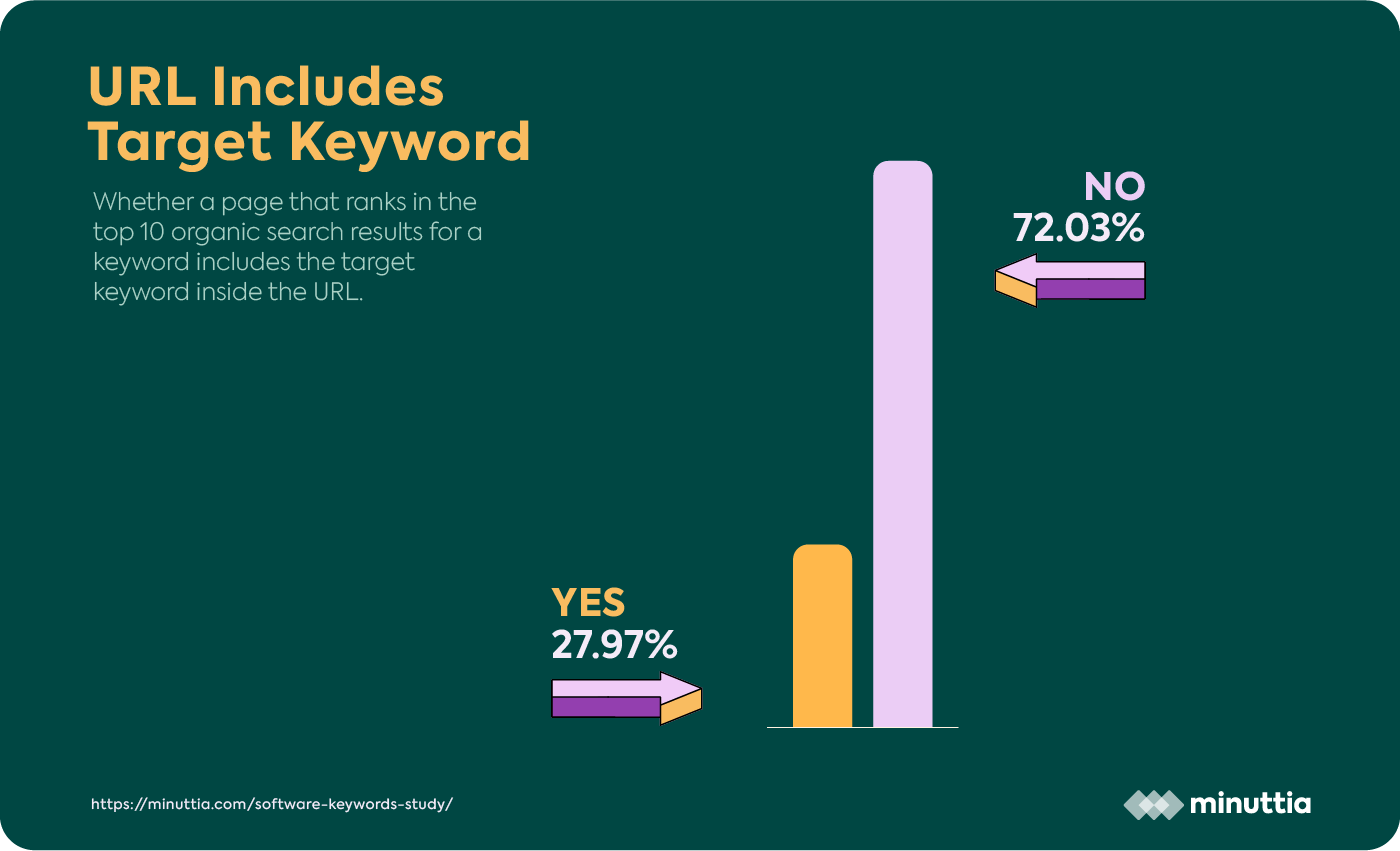 URL Includes
Target Keyword
Whether a page that ranks in the
top 10 organic search results for a
keyword includes the target
keyword inside the URL.
NO
72.03%
YES
27.97%
https://minuttia.com/software-keywords-study/
minuttia